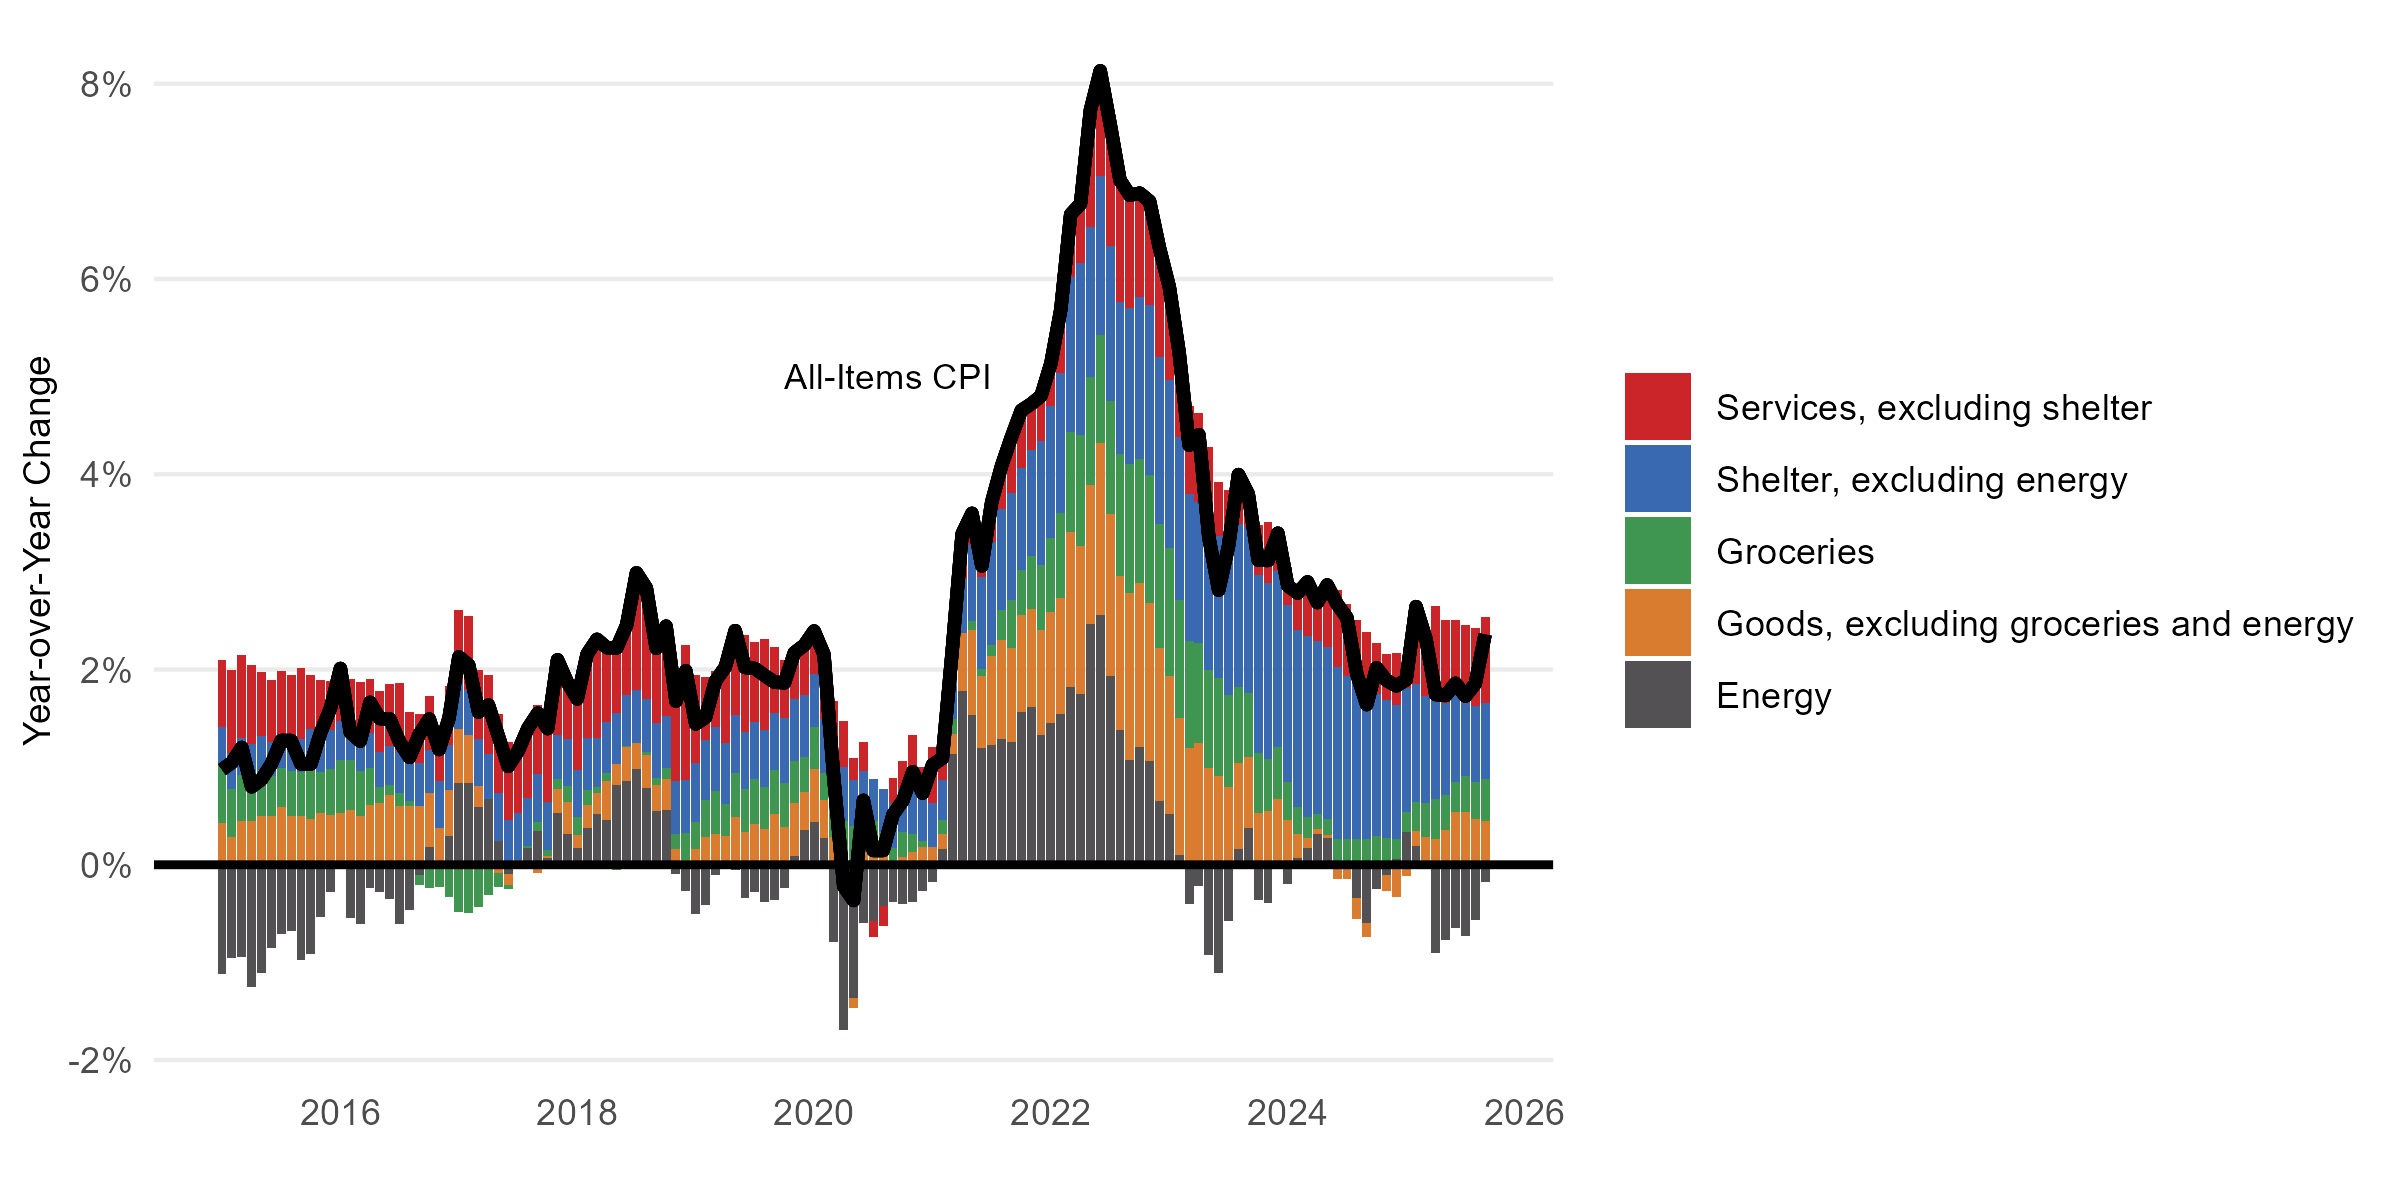 Year-over-Year Change
8%
6%
4%
2%
0%
-2%
All-Items CPI
2016
2018
2020
2022
2024
2026
Services, excluding shelter
Shelter, excluding energy
Groceries
Goods, excluding groceries and energy
Energy